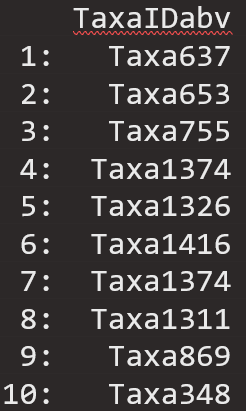 TaxaIDabv
1: Taxa637
2: Taxa653
3: Taxa755
4: Taxa1374
5: Taxa1326
6: Taxa1416
7: Taxa1374
8: Taxa1311
9: Taxa869
10: Taxa348